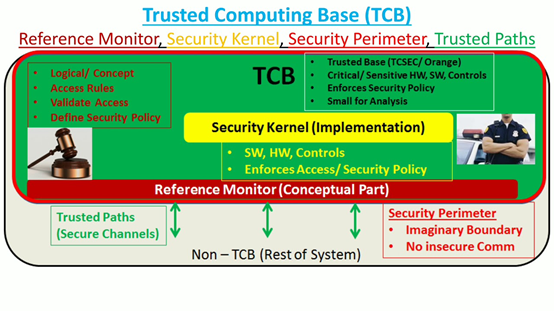 Trusted Computing Base (TCB)
Reference Monitor, Security Kernel, Security Perimeter, Trusted Paths
• Logical/ Concept
• Access Rules
• Validate Access
• Define Security Policy
TCB
• Trusted Base (TCSEC/ Orange)
• Critical/ Sensitive HW, SW, Controls
• Enforces Security Policy
• Small for Analysis
Security Kernel (Implementation)
• SW, HW, Controls
• Enforces Access/ Security Policy
Reference Monitor (Conceptual Part)
Trusted Paths
(Secure Channels)
Non – TCB (Rest of System)
Security Perimeter
• Imaginary Boundary
• No insecure Comm